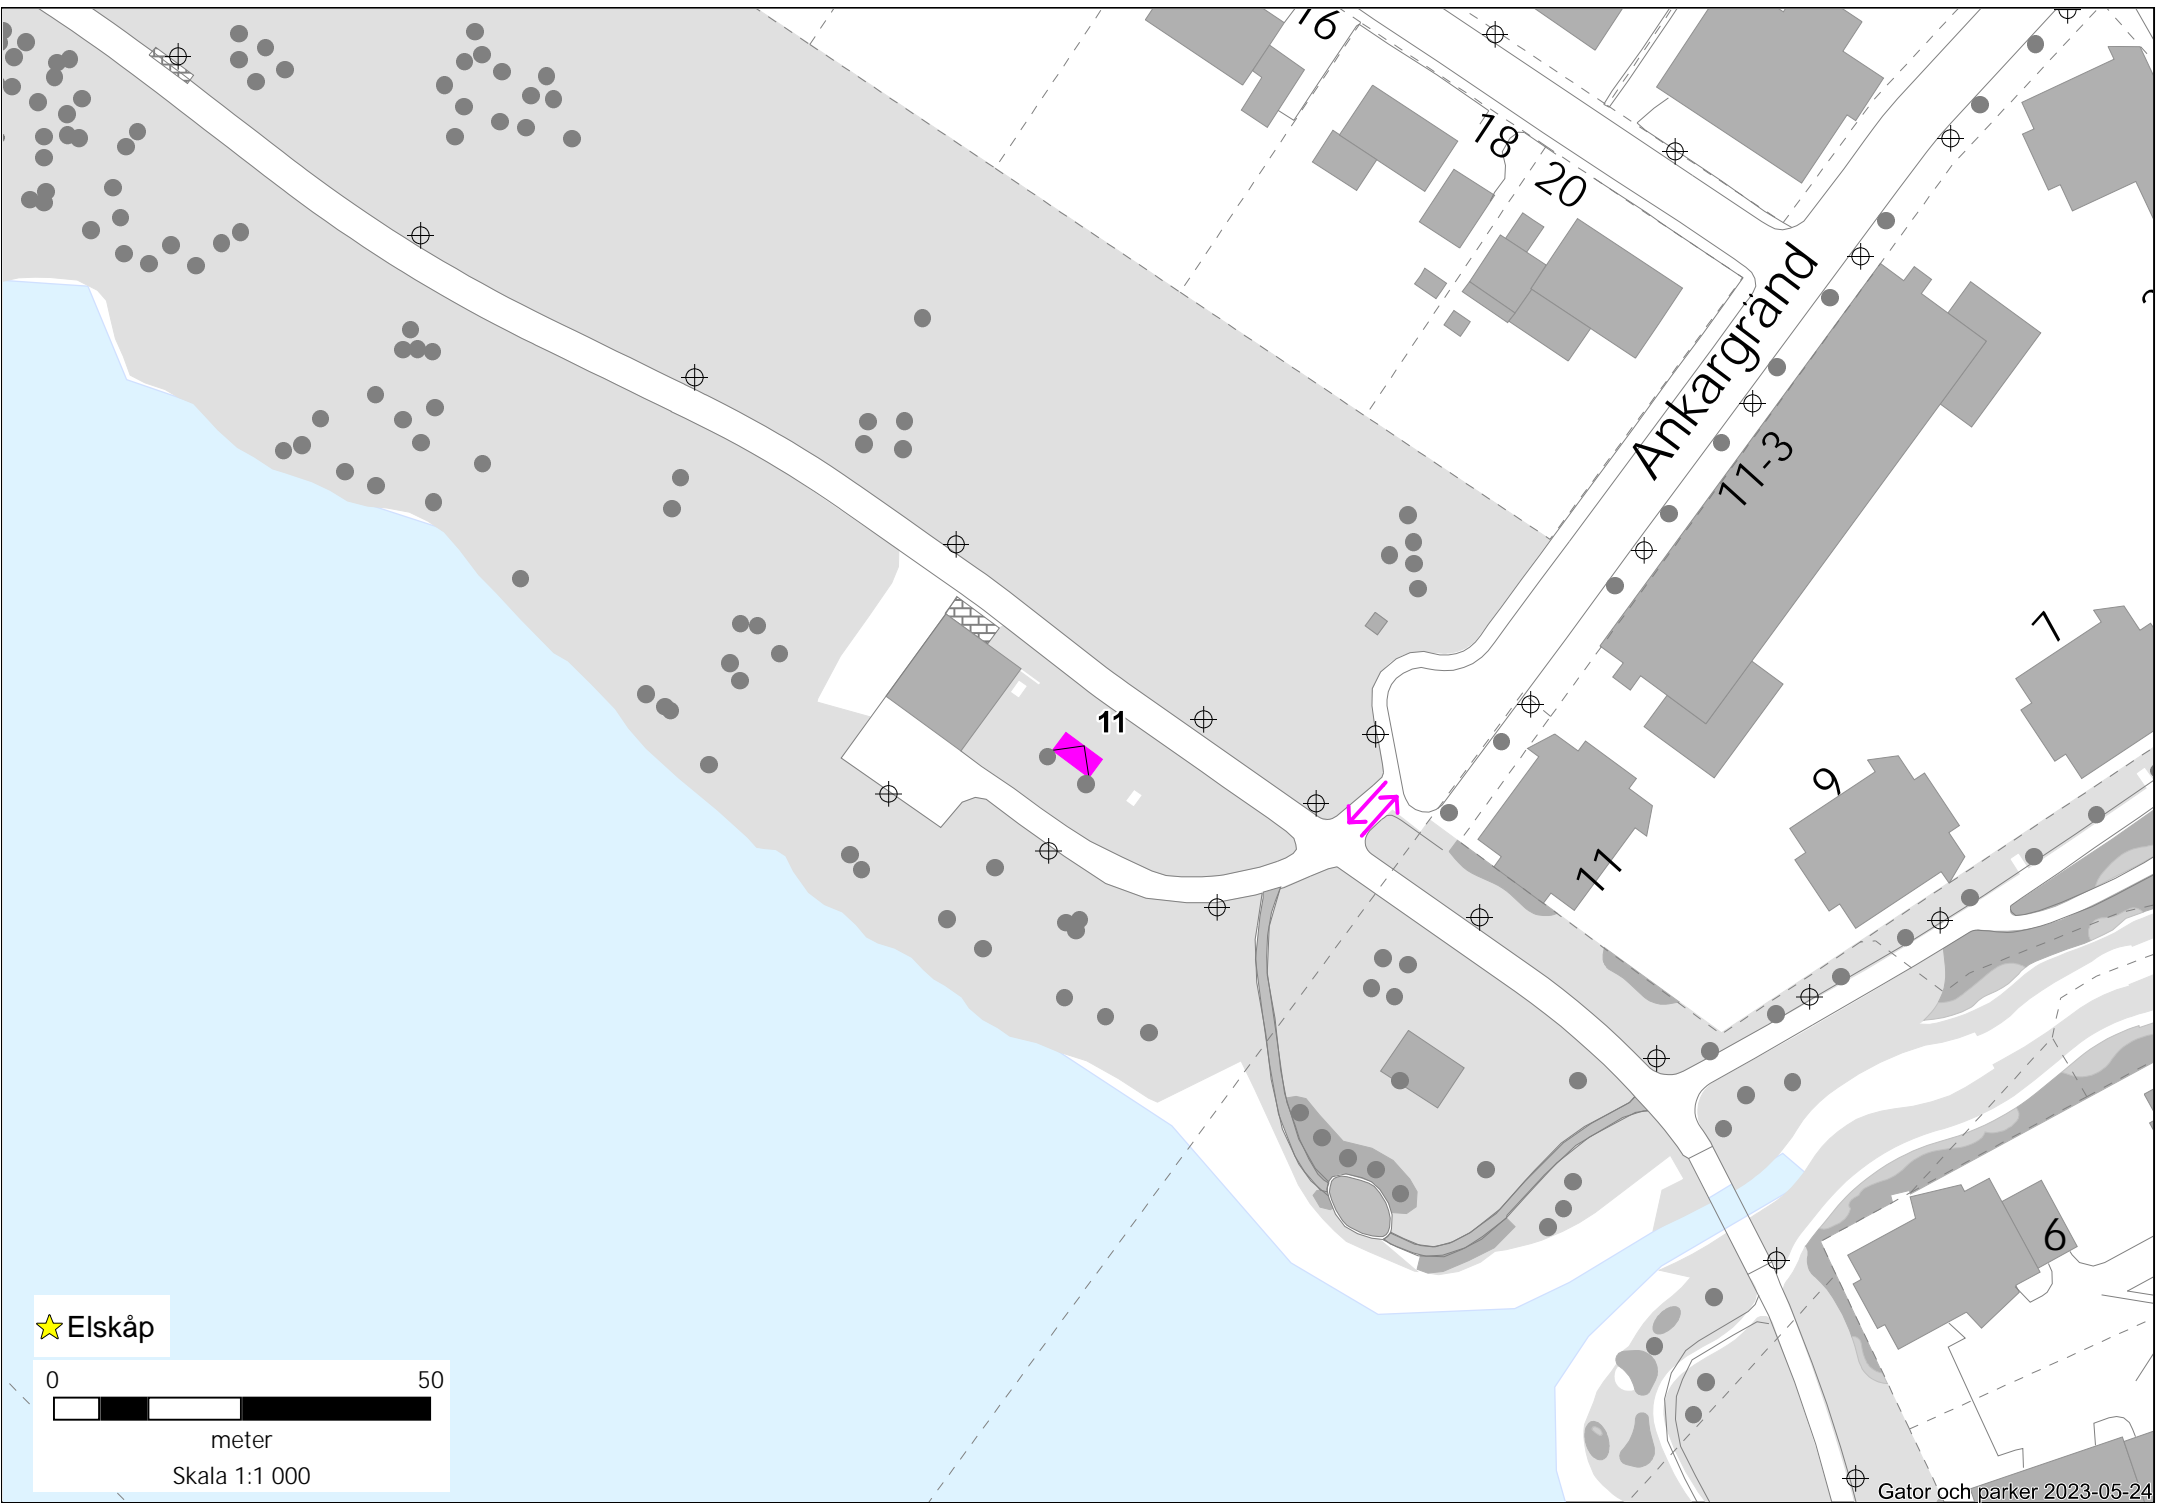 16
18
20
Ankargränd
11-3
7
11
9
11
6
Elskåp
0 50
meter
Skala 1:1 000
Gator och parker 2023-05-24